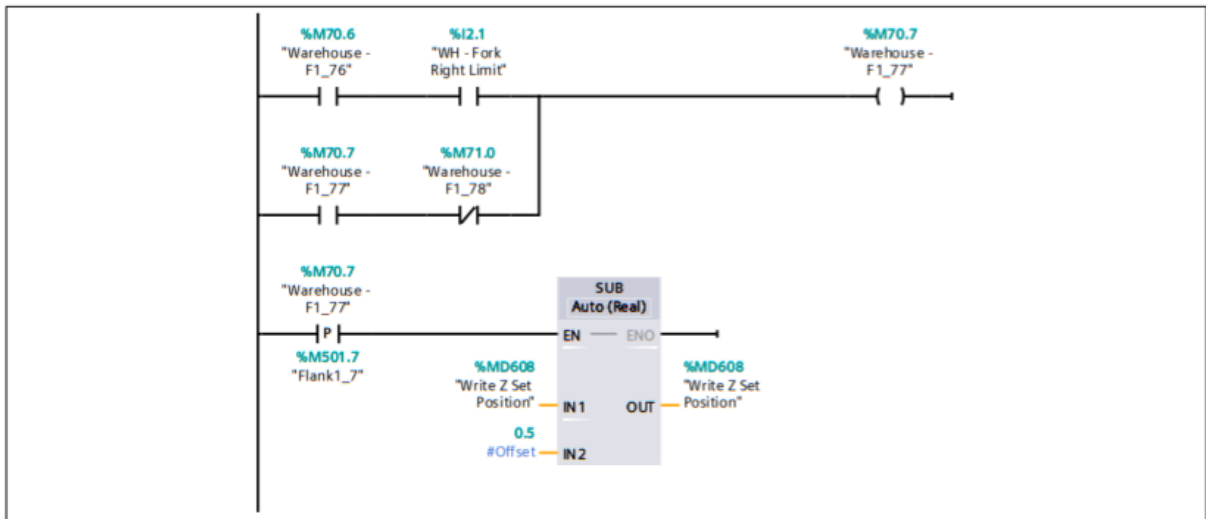 %M70.6
"Warehouse -
F1_76"
%I2.1
"WH - Fork
Right Limit"
%M70.7
"Warehouse -
F1_77"
%M70.7
"Warehouse -
F1_77"
%M71.0
"Warehouse -
F1_78"
%M70.7
"Warehouse -
F1_77"
P
%M501.7
"Flank1_7"
SUB
Auto (Real)
EN
ENO
%MD608
"Write Z Set
Position"
IN1
OUT
%MD608
"Write Z Set
Position"
0.5
#Offset
IN2